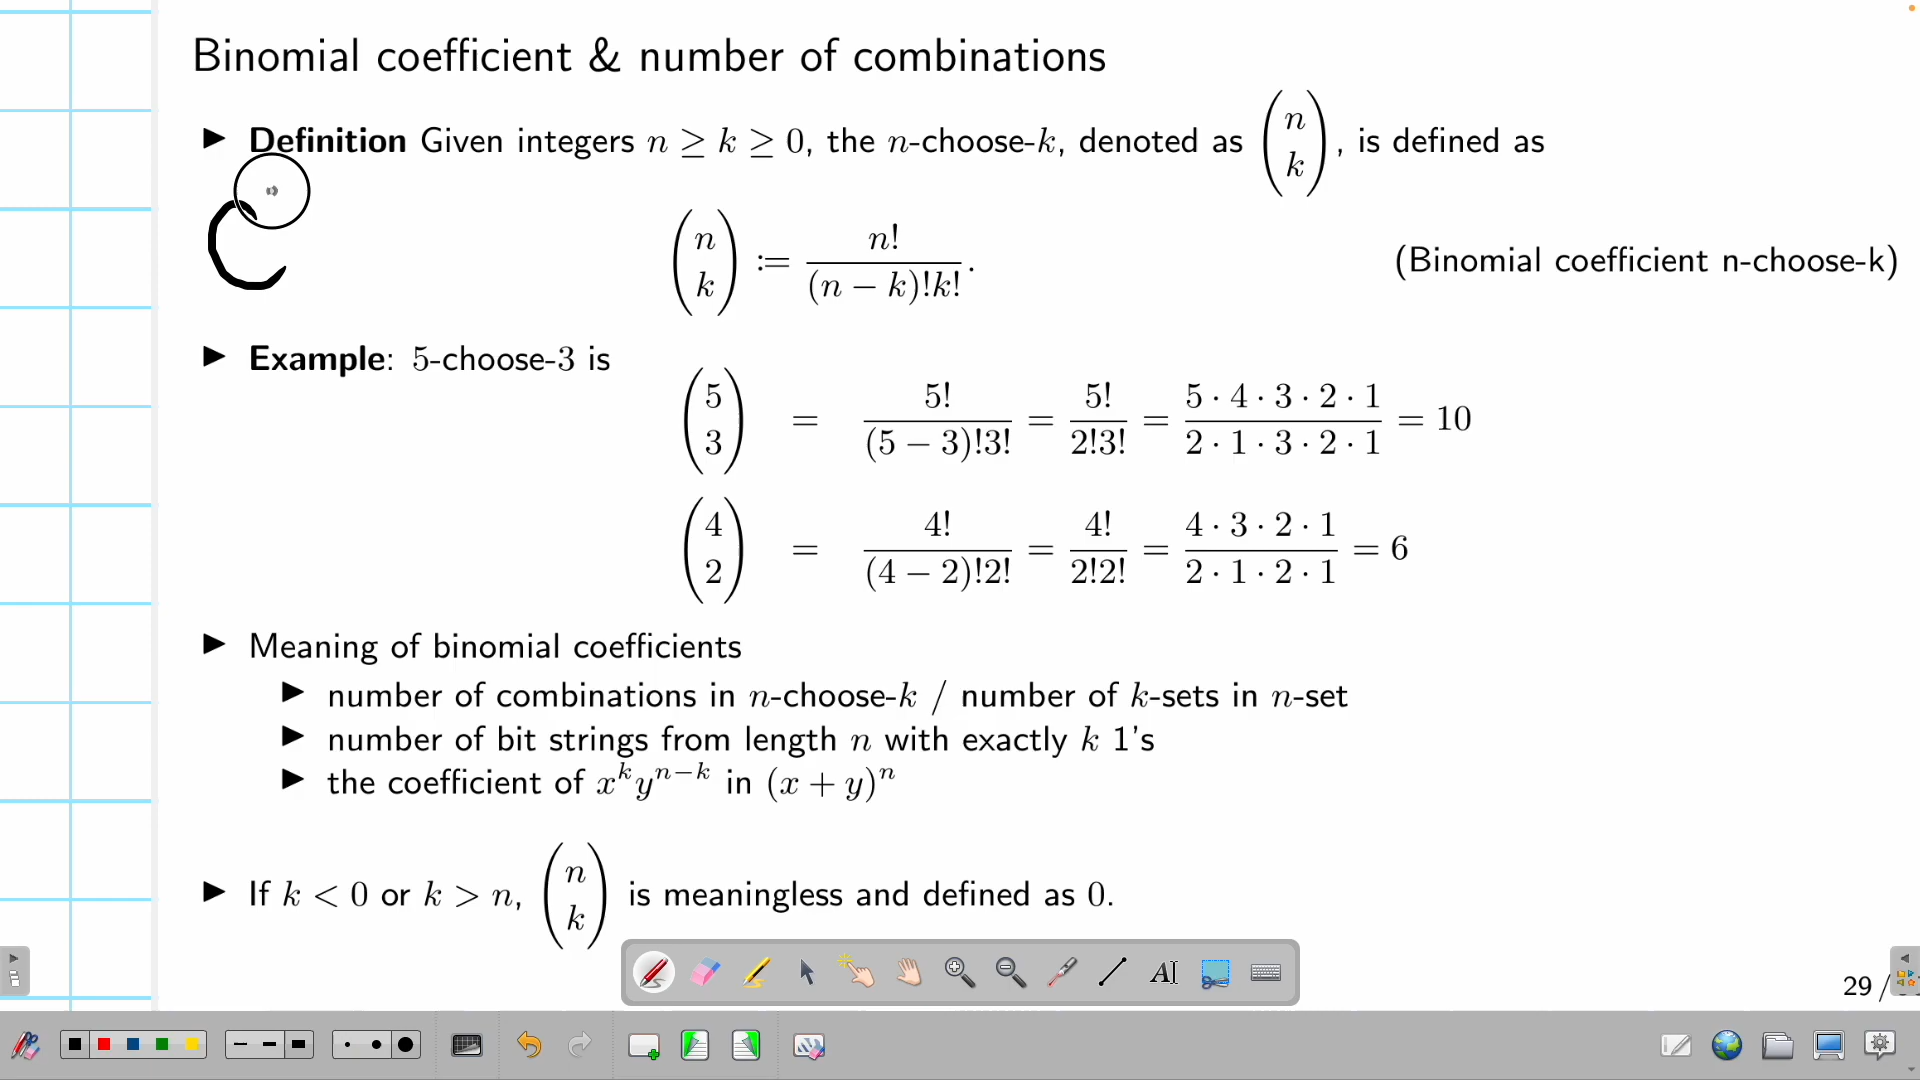 Binomial coefficient & number of combinations
▶ Definition Given integers n ≥ k ≥ 0, the n-choose-k, denoted as (n k), is defined as
C
(n k) := n! / (n − k)!k!.
(Binomial coefficient n-choose-k)
▶ Example: 5-choose-3 is
(5 3) = 5! / (5 − 3)!3! = 5! / 2!3! = 5 · 4 · 3 · 2 · 1 / 2 · 1 · 3 · 2 · 1 = 10
(4 2) = 4! / (4 − 2)!2! = 4! / 2!2! = 4 · 3 · 2 · 1 / 2 · 1 · 2 · 1 = 6
▶ Meaning of binomial coefficients
▶ number of combinations in n-choose-k / number of k-sets in n-set
▶ number of bit strings from length n with exactly k 1's
▶ the coefficient of x^k y^{n−k} in (x + y)^n
▶ If k < 0 or k > n, (n k) is meaningless and defined as 0.
AI
29 /